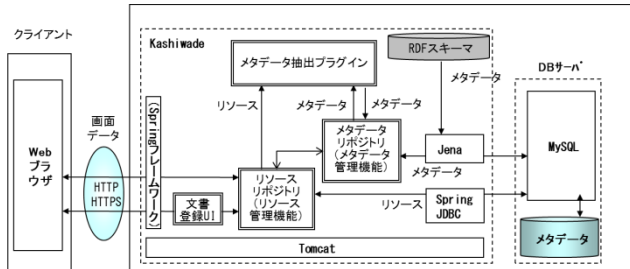 クライアント
Web
ブラ
ウザ
画面
データ
HTTP
HTTPS
Kashiwade
(Springフレームワーク)
メタデータ抽出プラグイン
RDFスキーマ
メタデータ
リソース
メタデータ
メタデータ
メタデータ
リポジトリ
(メタデータ
管理機能)
Jena
メタデータ
文書
登録UI
リソース
リポジトリ
(リソース
管理機能)
リソース
Spring
JDBC
Tomcat
DBサーバ
MySQL
メタデータ